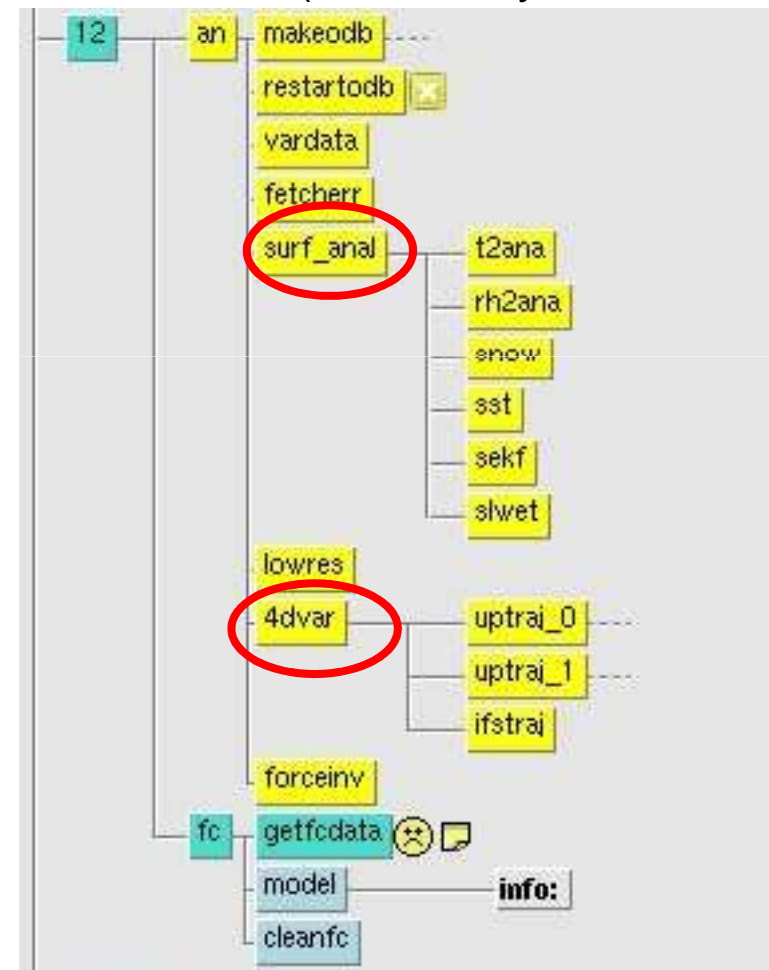 12 an makeodb
restartodb
vardata
fetcherr
surf_anal t2ana
rh2ana
snow
sst
sekf
slwet
lowres
4dvar uptraj_0
uptraj_1
ifstraj
forceinv
fc getfcdata
model info:
cleanfc